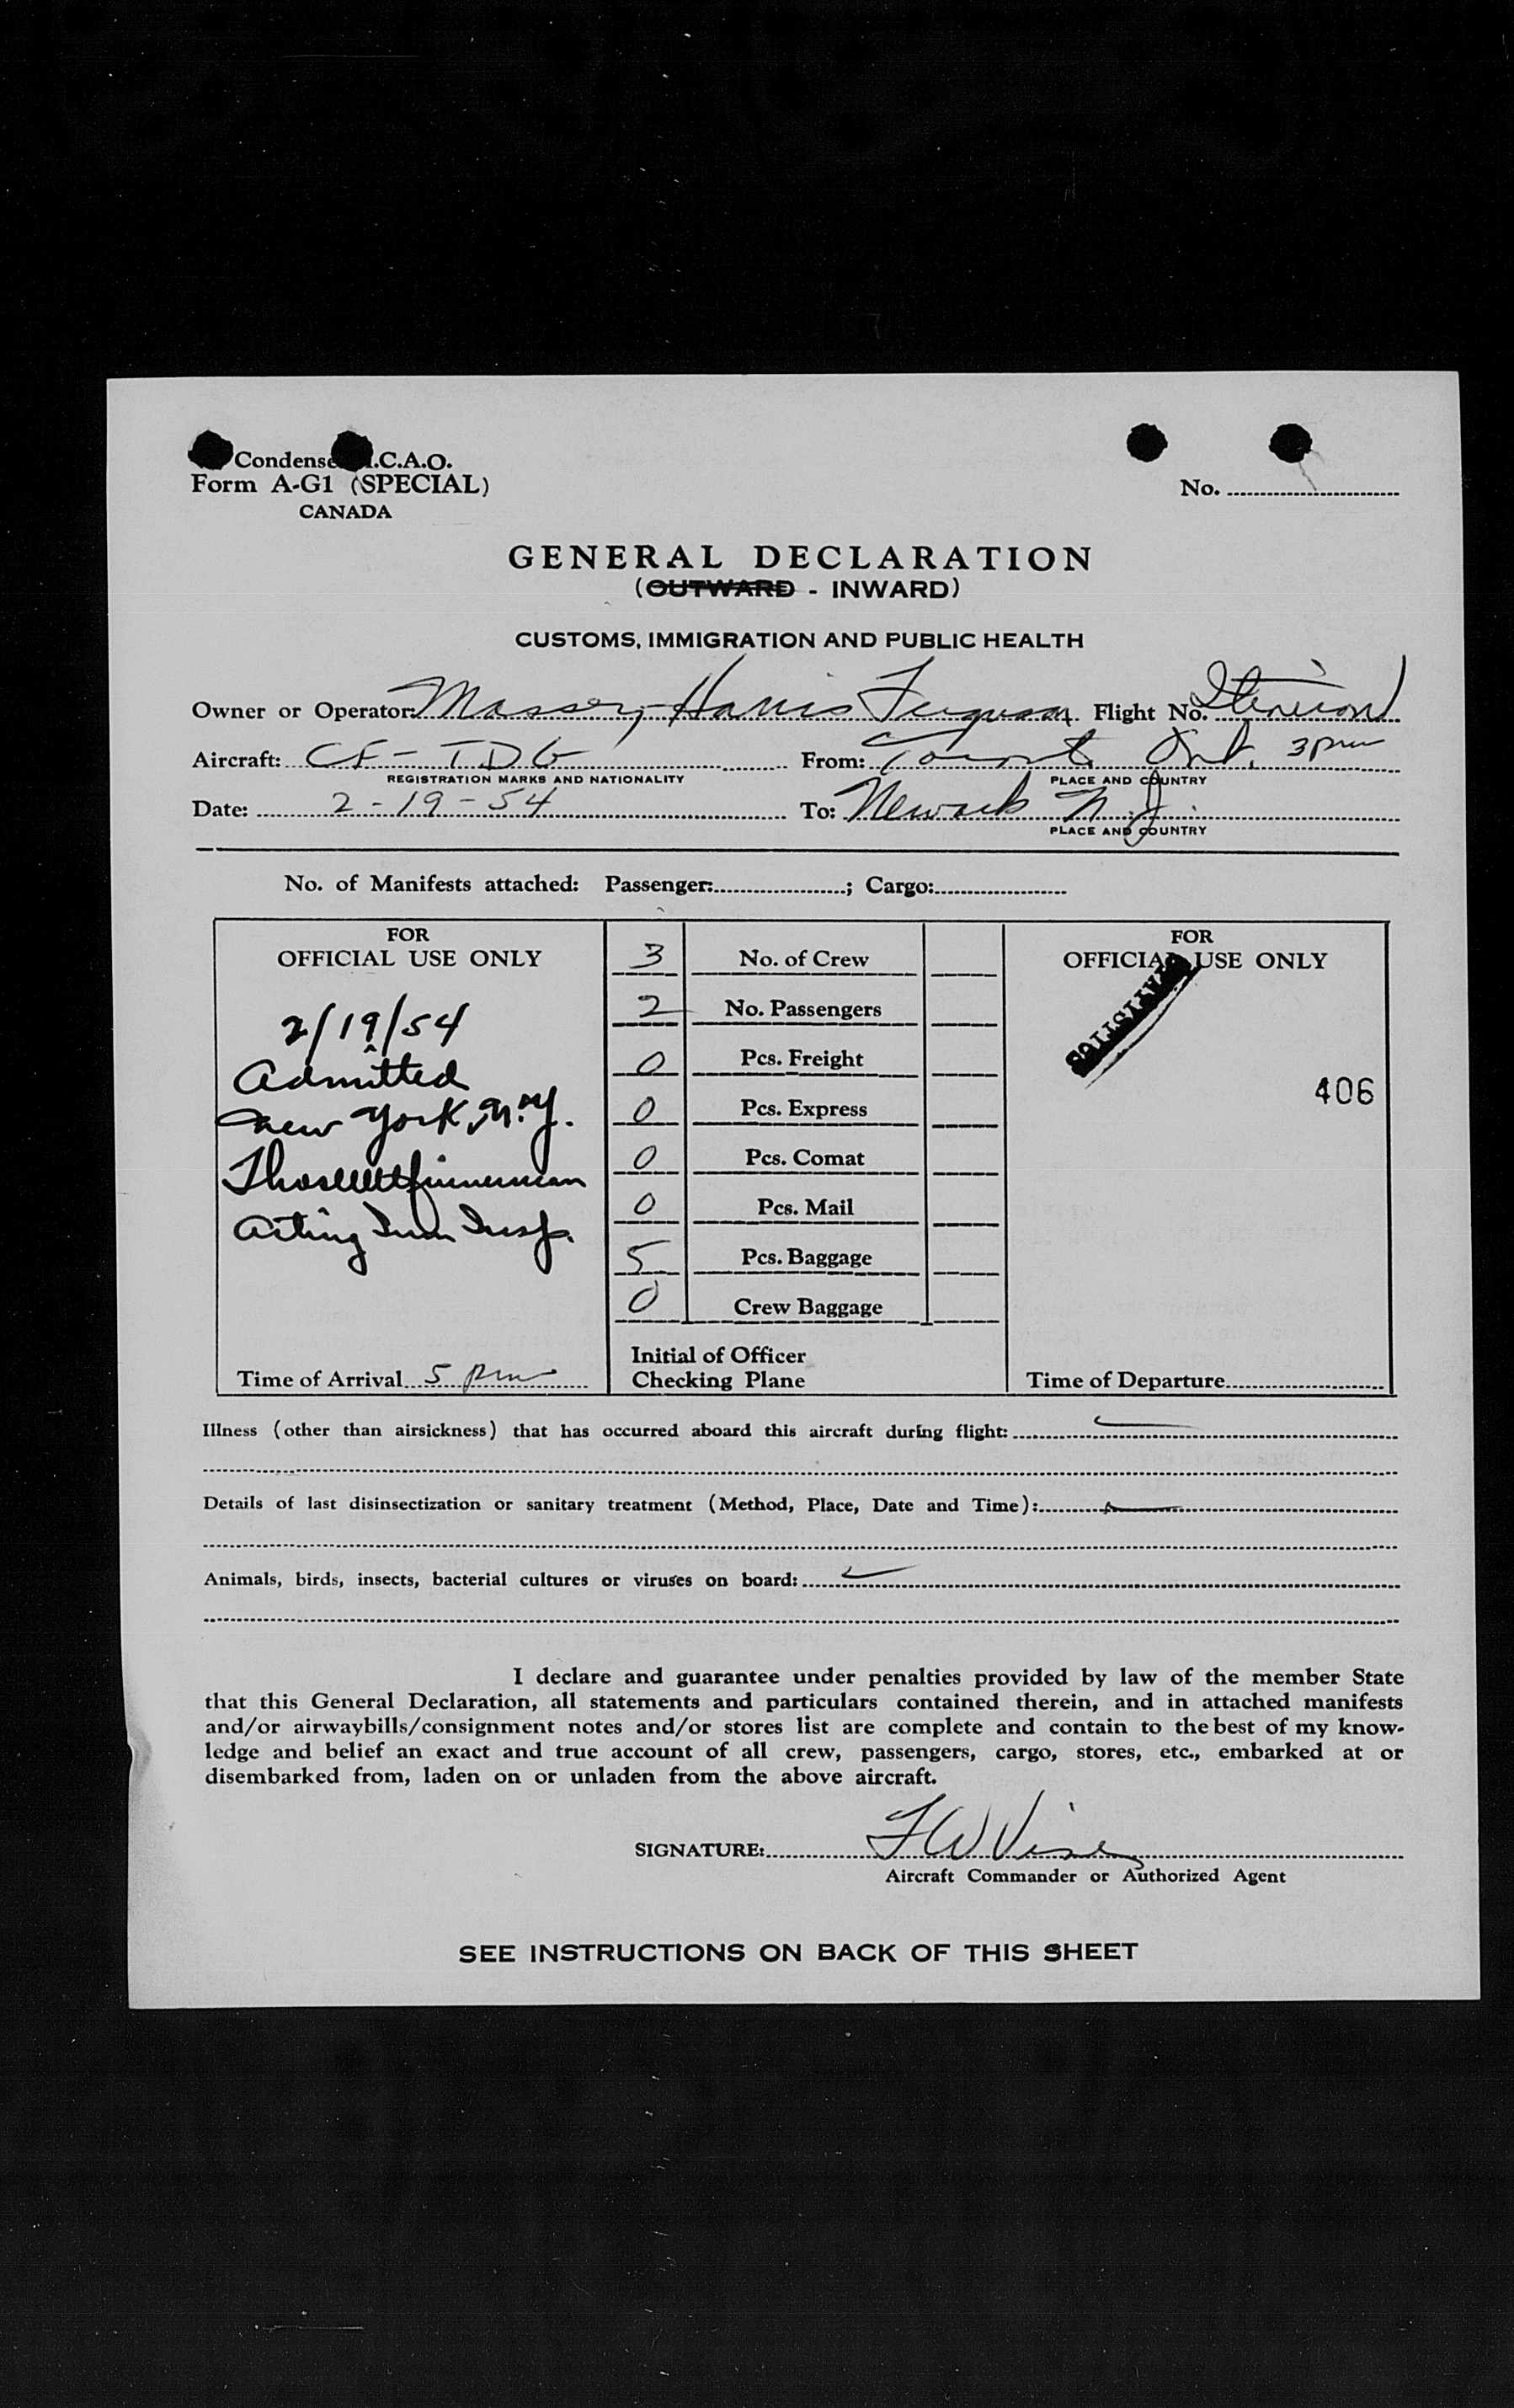 Condense I.C.A.O.
Form A-G1 (SPECIAL)
CANADA
No.
GENERAL DECLARATION
(OUTWARD - INWARD)
CUSTOMS, IMMIGRATION AND PUBLIC HEALTH
Owner or Operator: Massey-Harris Ferguson Flight No.
Aircraft: CF-TDG From: Toronto Ont. 3 pm
REGISTRATION MARKS AND NATIONALITY PLACE AND COUNTRY
Date: 2-19-54 To: Newark N.J.
PLACE AND COUNTRY
No. of Manifests attached: Passenger: ; Cargo:
FOR
OFFICIAL USE ONLY
2/19/54
Admitted
New York, N.Y.
Acting Imm Insp.
Time of Arrival 5 pm
3 No. of Crew
2 No. Passengers
0 Pcs. Freight
0 Pcs. Express
0 Pcs. Comat
0 Pcs. Mail
5 Pcs. Baggage
0 Crew Baggage
Initial of Officer
Checking Plane
FOR
OFFICIAL USE ONLY
406
Time of Departure
Illness (other than airsickness) that has occurred aboard this aircraft during flight:
Details of last disinsectization or sanitary treatment (Method, Place, Date and Time):
Animals, birds, insects, bacterial cultures or viruses on board:
I declare and guarantee under penalties provided by law of the member State
that this General Declaration, all statements and particulars contained therein, and in attached manifests
and/or airwaybills/consignment notes and/or stores list are complete and contain to the best of my know-
ledge and belief an exact and true account of all crew, passengers, cargo, stores, etc., embarked at or
disembarked from, laden on or unladen from the above aircraft.
SIGNATURE: F W
Aircraft Commander or Authorized Agent
SEE INSTRUCTIONS ON BACK OF THIS SHEET